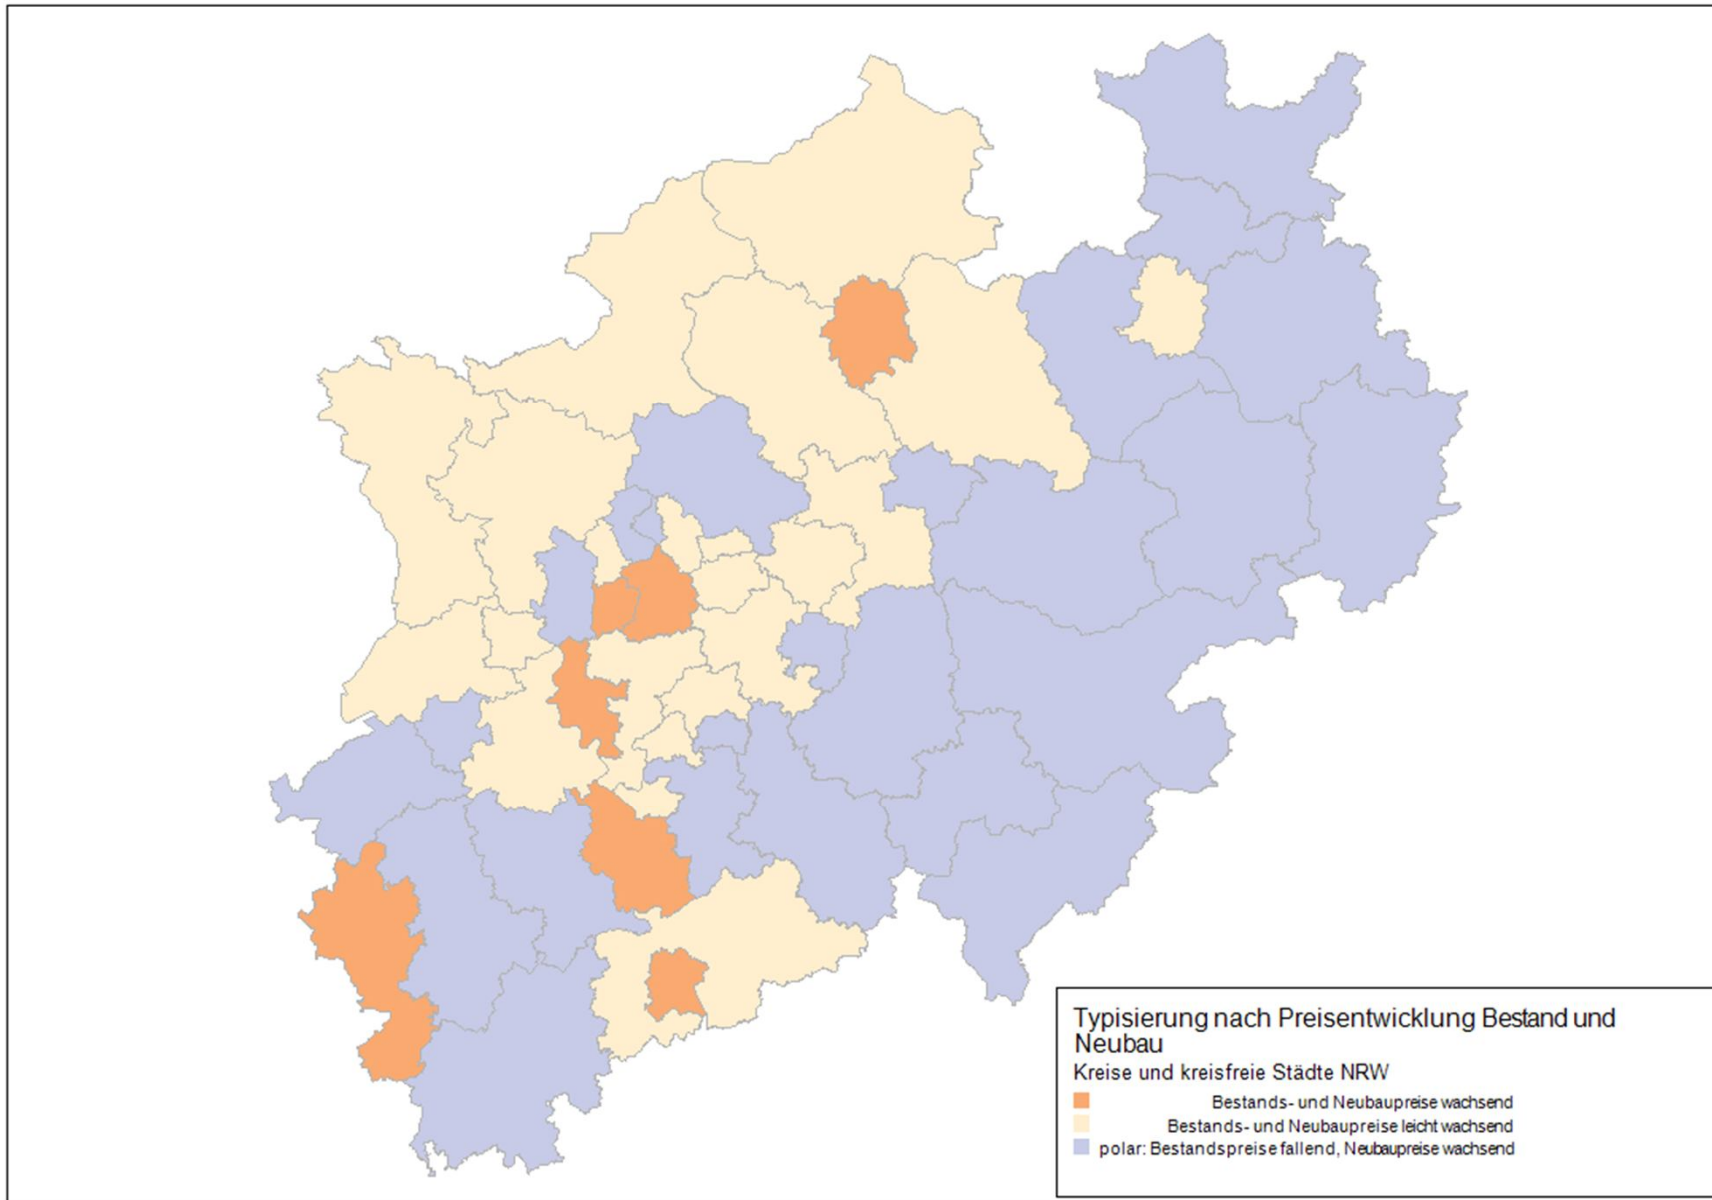 Typisierung nach Preisentwicklung Bestand und
Neubau
Kreise und kreisfreie Städte NRW
Bestands- und Neubaupreise wachsend
Bestands- und Neubaupreise leicht wachsend
polar: Bestandspreise fallend, Neubaupreise wachsend